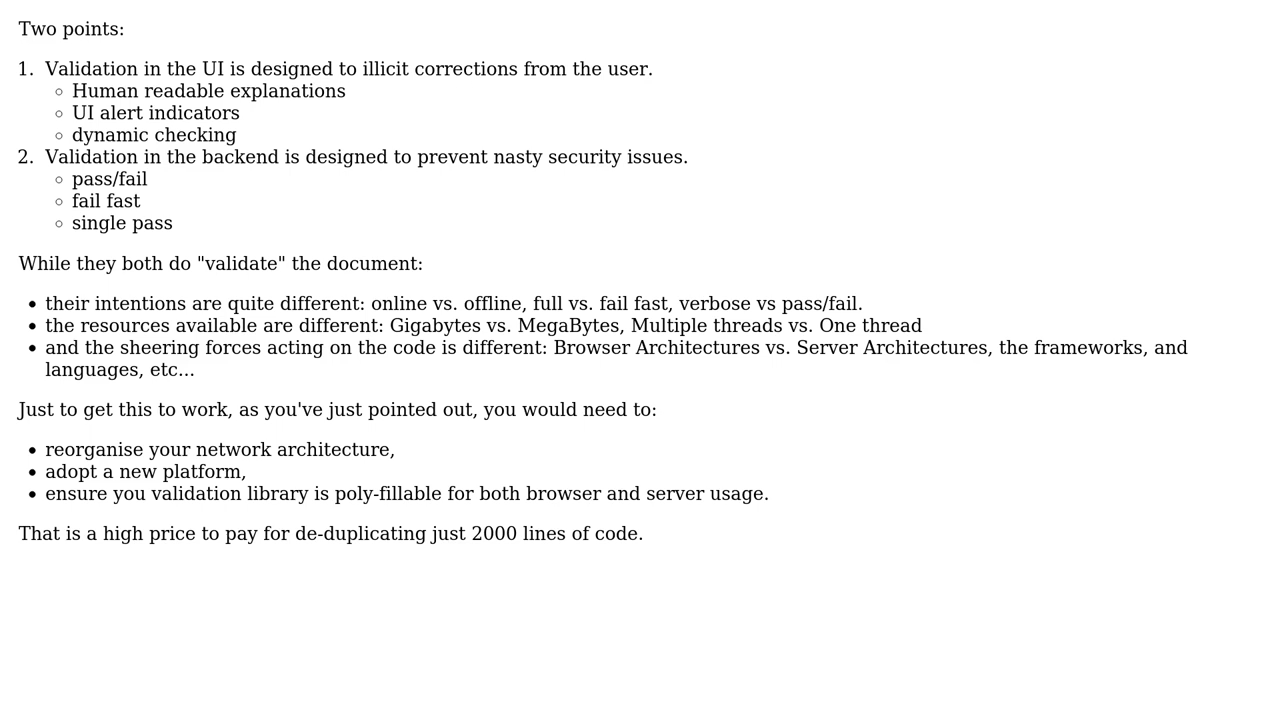 Two points:
1. Validation in the UI is designed to illicit corrections from the user.
○ Human readable explanations
○ UI alert indicators
○ dynamic checking
2. Validation in the backend is designed to prevent nasty security issues.
○ pass/fail
○ fail fast
○ single pass
While they both do "validate" the document:
• their intentions are quite different: online vs. offline, full vs. fail fast, verbose vs pass/fail.
• the resources available are different: Gigabytes vs. MegaBytes, Multiple threads vs. One thread
• and the sheering forces acting on the code is different: Browser Architectures vs. Server Architectures, the frameworks, and
languages, etc...
Just to get this to work, as you've just pointed out, you would need to:
• reorganise your network architecture,
• adopt a new platform,
• ensure you validation library is poly-fillable for both browser and server usage.
That is a high price to pay for de-duplicating just 2000 lines of code.